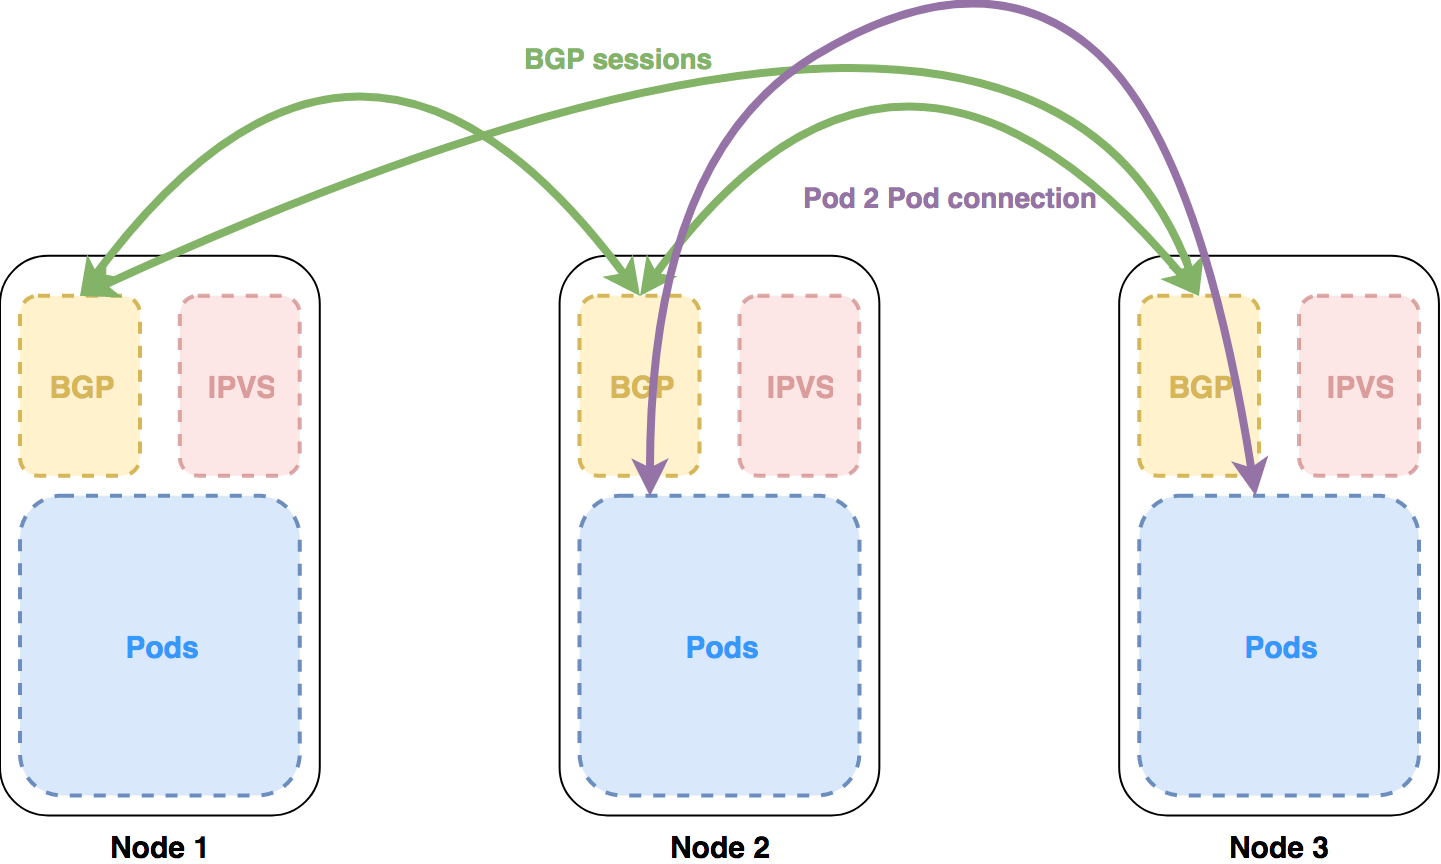 BGP sessions
Pod 2 Pod connection
BGP
IPVS
BGP
IPVS
BGP
IPVS
Pods
Pods
Pods
Node 1
Node 2
Node 3